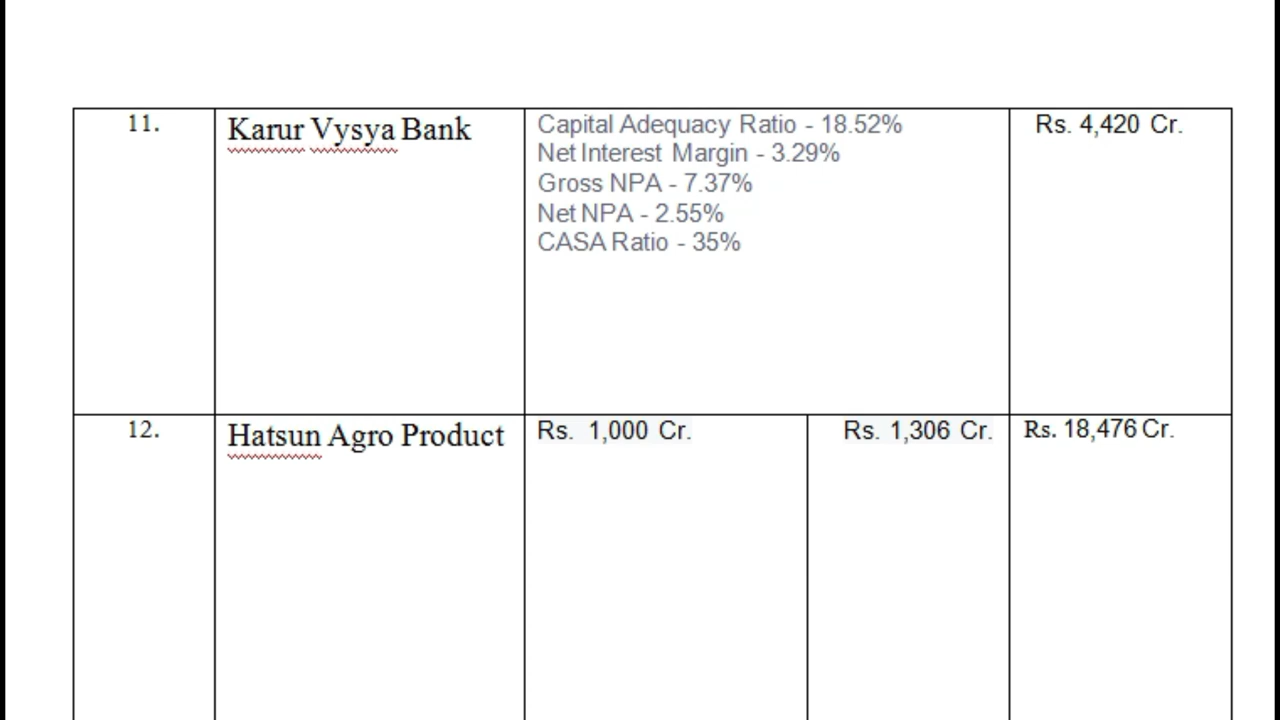 11.
Karur Vysya Bank
Capital Adequacy Ratio - 18.52%
Net Interest Margin - 3.29%
Gross NPA - 7.37%
Net NPA - 2.55%
CASA Ratio - 35%
Rs. 4,420 Cr.
12.
Hatsun Agro Product
Rs. 1,000 Cr.
Rs. 1,306 Cr.
Rs. 18,476 Cr.